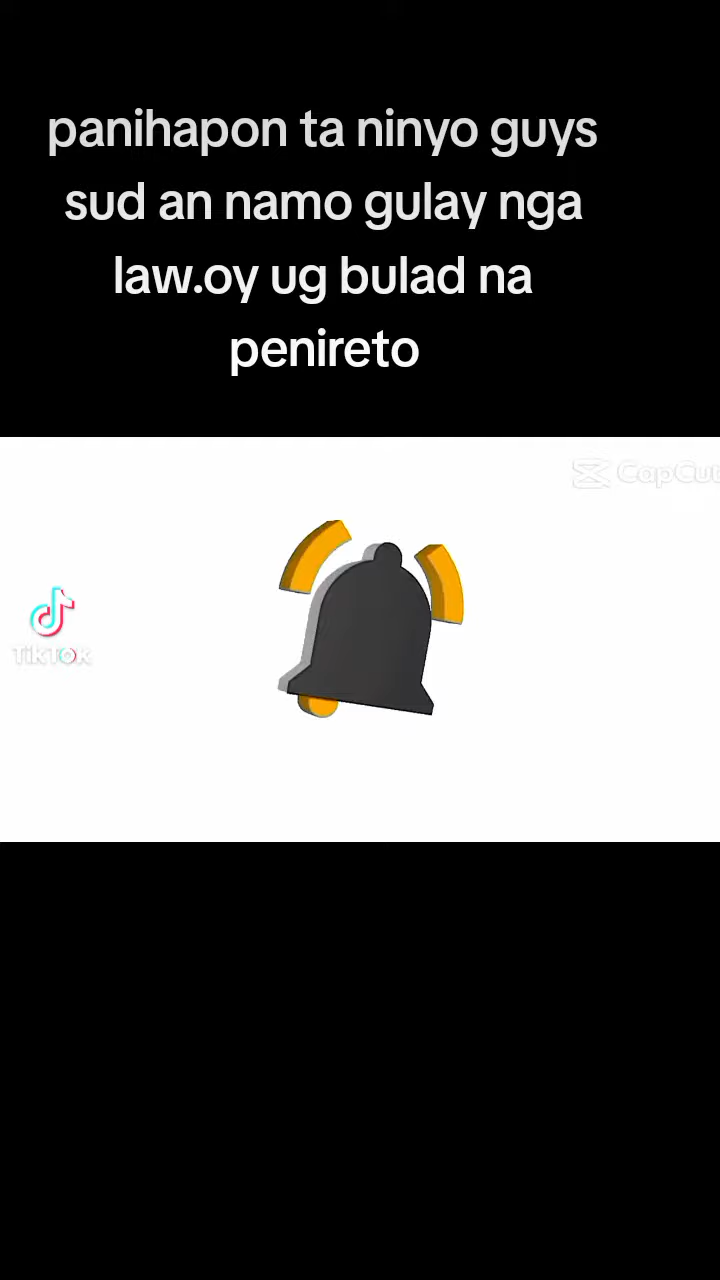 panihapon ta ninyo guys
sud an namo gulay nga
law.oy ug bulad na
penireto
CapCut
TikTok